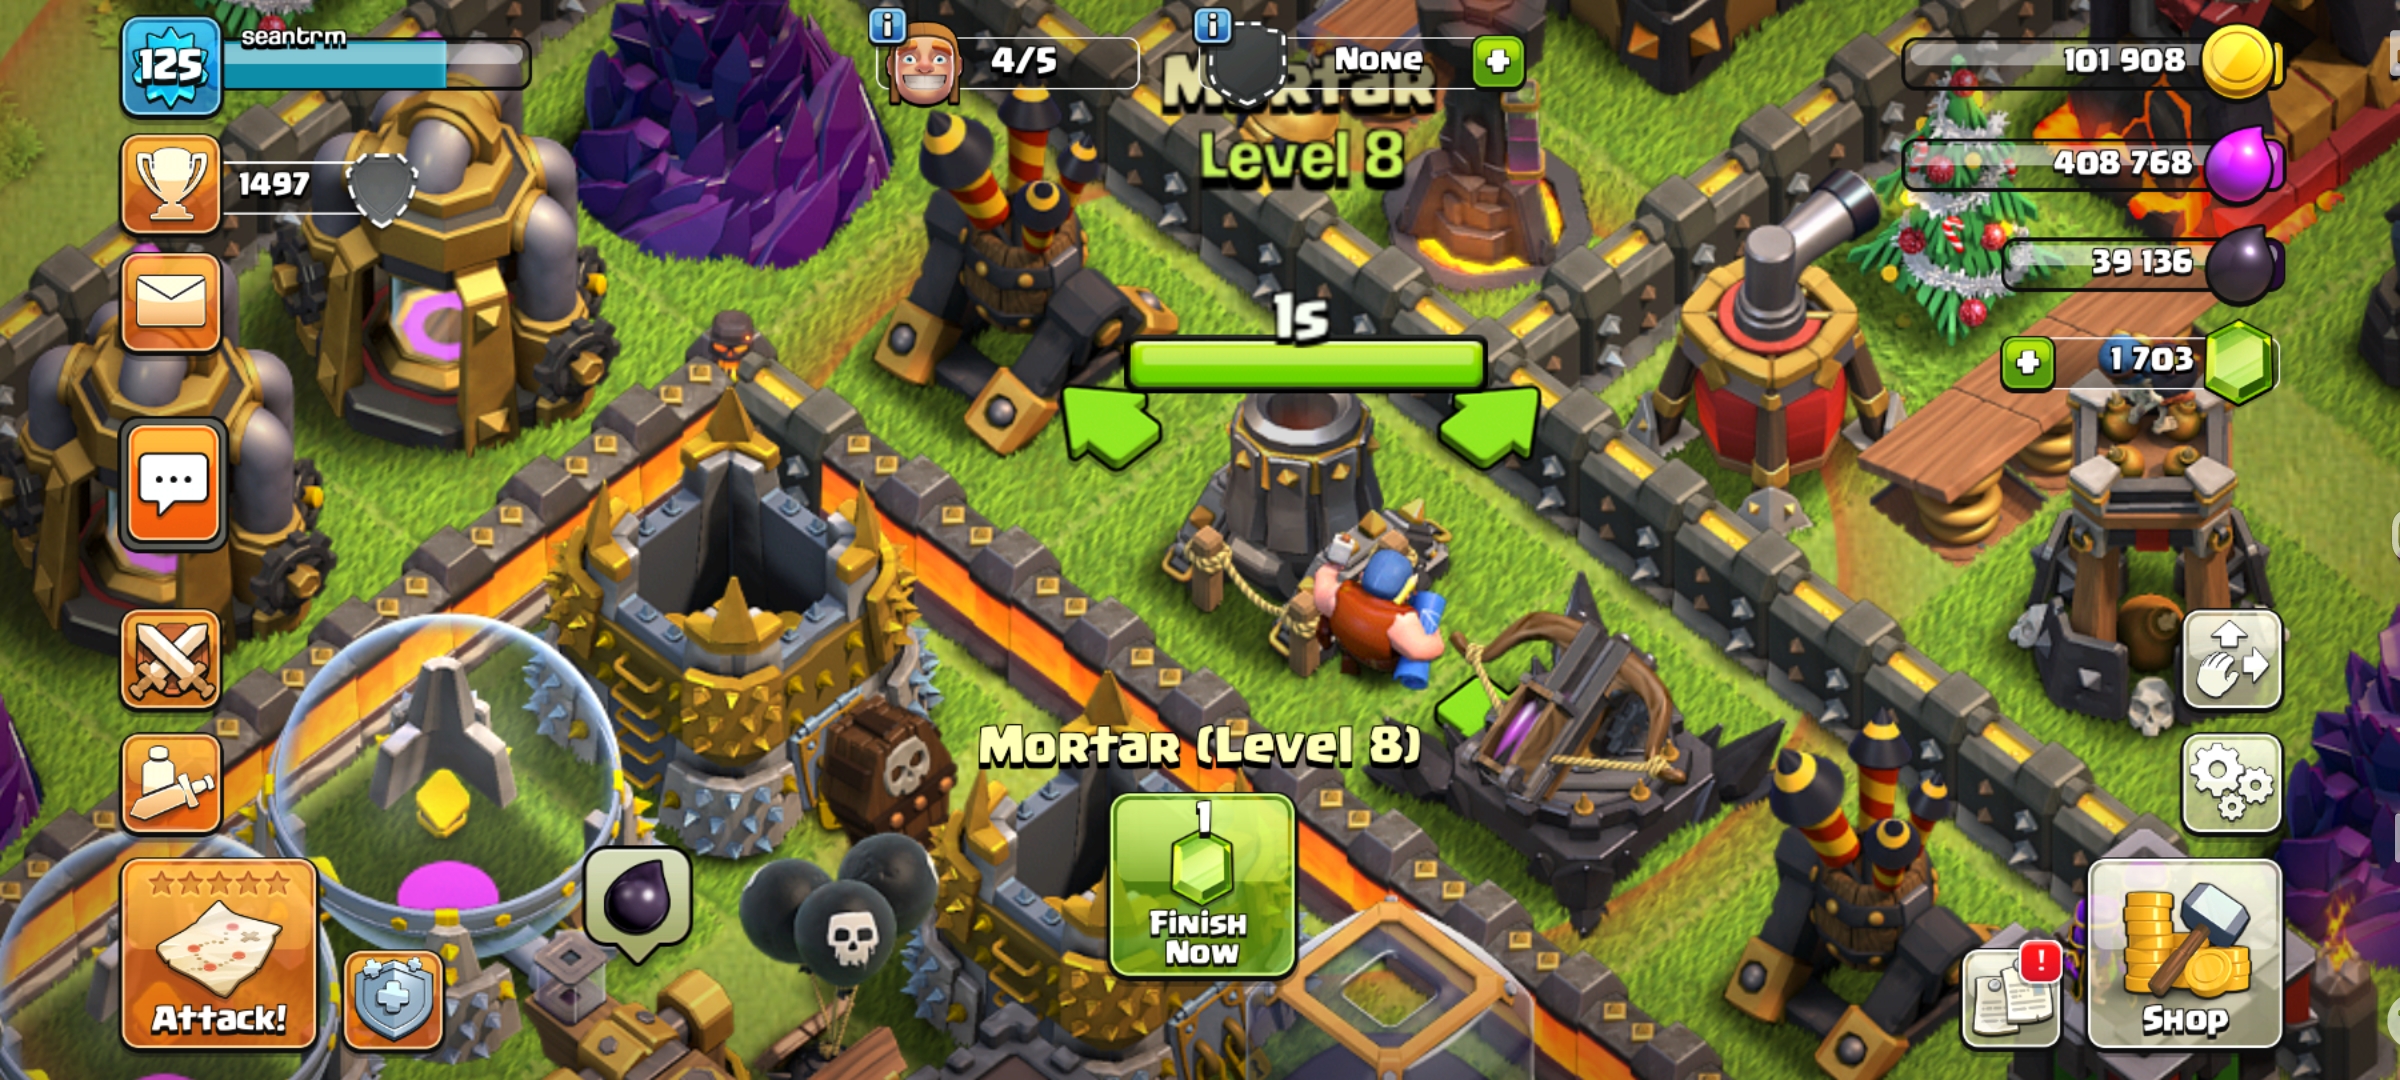 125
seantrm
4/5
None
101 908
Mortar
Level 8
408 768
1497
39 136
1s
1 703
Mortar (Level 8)
1
Finish
Now
!
Attack!
Shop